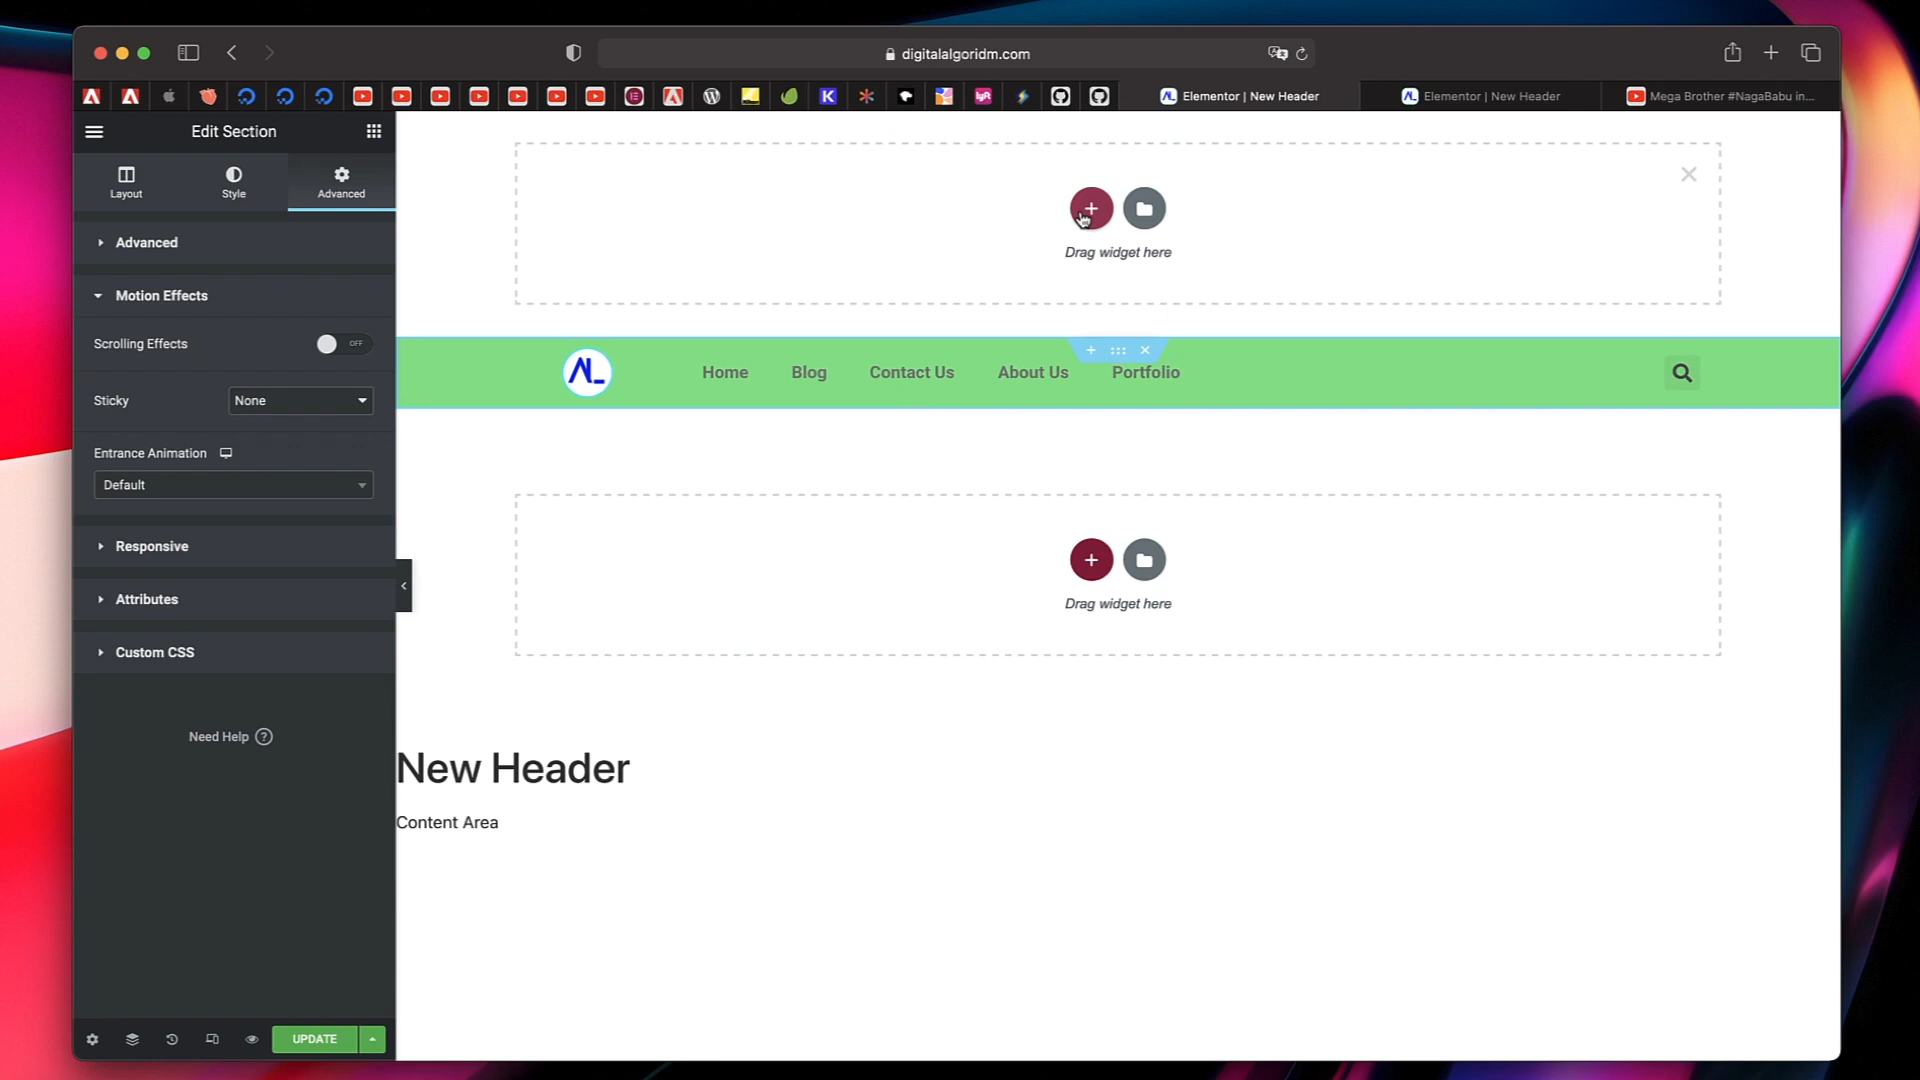 digitalalgoridm.com
Elementor | New Header
Elementor | New Header
Mega Brother #NagaBabu in...
Edit Section
Layout
Style
Advanced
Advanced
Motion Effects
Scrolling Effects
OFF
Sticky
None
Entrance Animation
Default
Responsive
Attributes
Custom CSS
Need Help ?
UPDATE
Drag widget here
Home
Blog
Contact Us
About Us
Portfolio
Drag widget here
New Header
Content Area